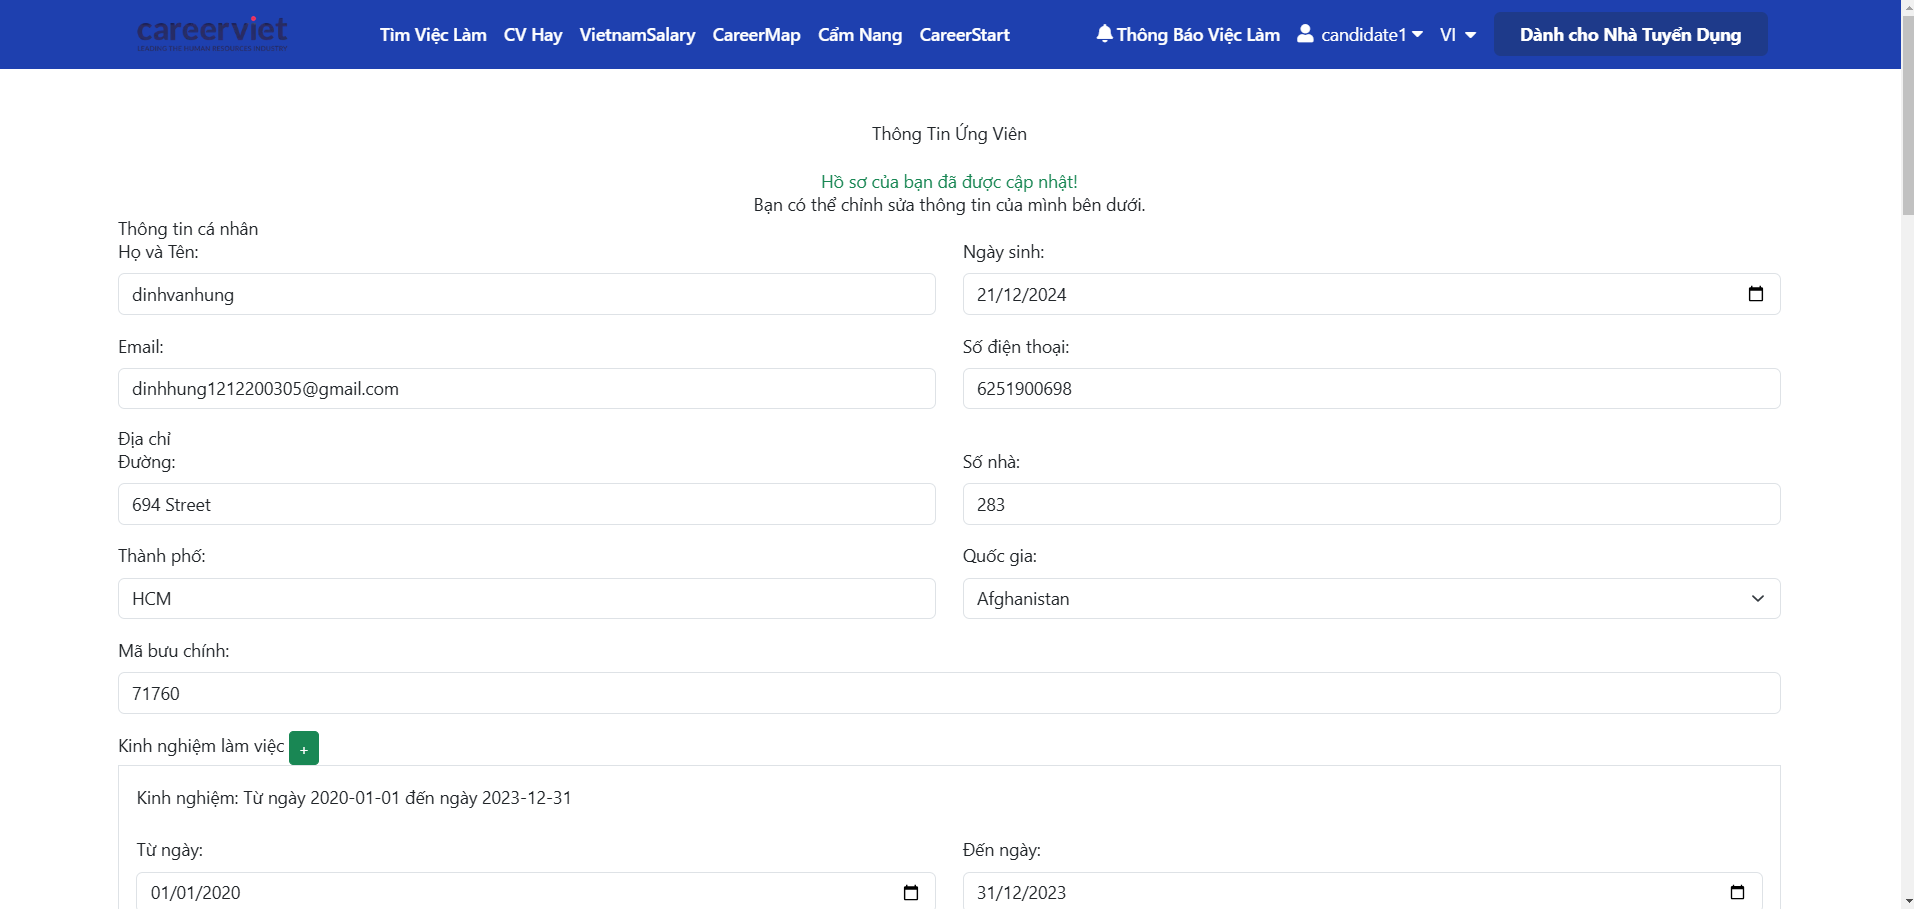 careerviet
LEADING THE HUMAN RESOURCES INDUSTRY
Tìm Việc Làm CV Hay VietnamSalary CareerMap Cẩm Nang CareerStart Thông Báo Việc Làm candidate1 VI Dành cho Nhà Tuyển Dụng
Thông Tin Ứng Viên
Hồ sơ của bạn đã được cập nhật!
Bạn có thể chỉnh sửa thông tin của mình bên dưới.
Thông tin cá nhân
Họ và Tên: Ngày sinh:
dinhvanhung 21/12/2024
Email: Số điện thoại:
dinhhung1212200305@gmail.com 6251900698
Địa chỉ
Đường: Số nhà:
694 Street 283
Thành phố: Quốc gia:
HCM Afghanistan
Mã bưu chính:
71760
Kinh nghiệm làm việc +
Kinh nghiệm: Từ ngày 2020-01-01 đến ngày 2023-12-31
Từ ngày: Đến ngày:
01/01/2020 31/12/2023